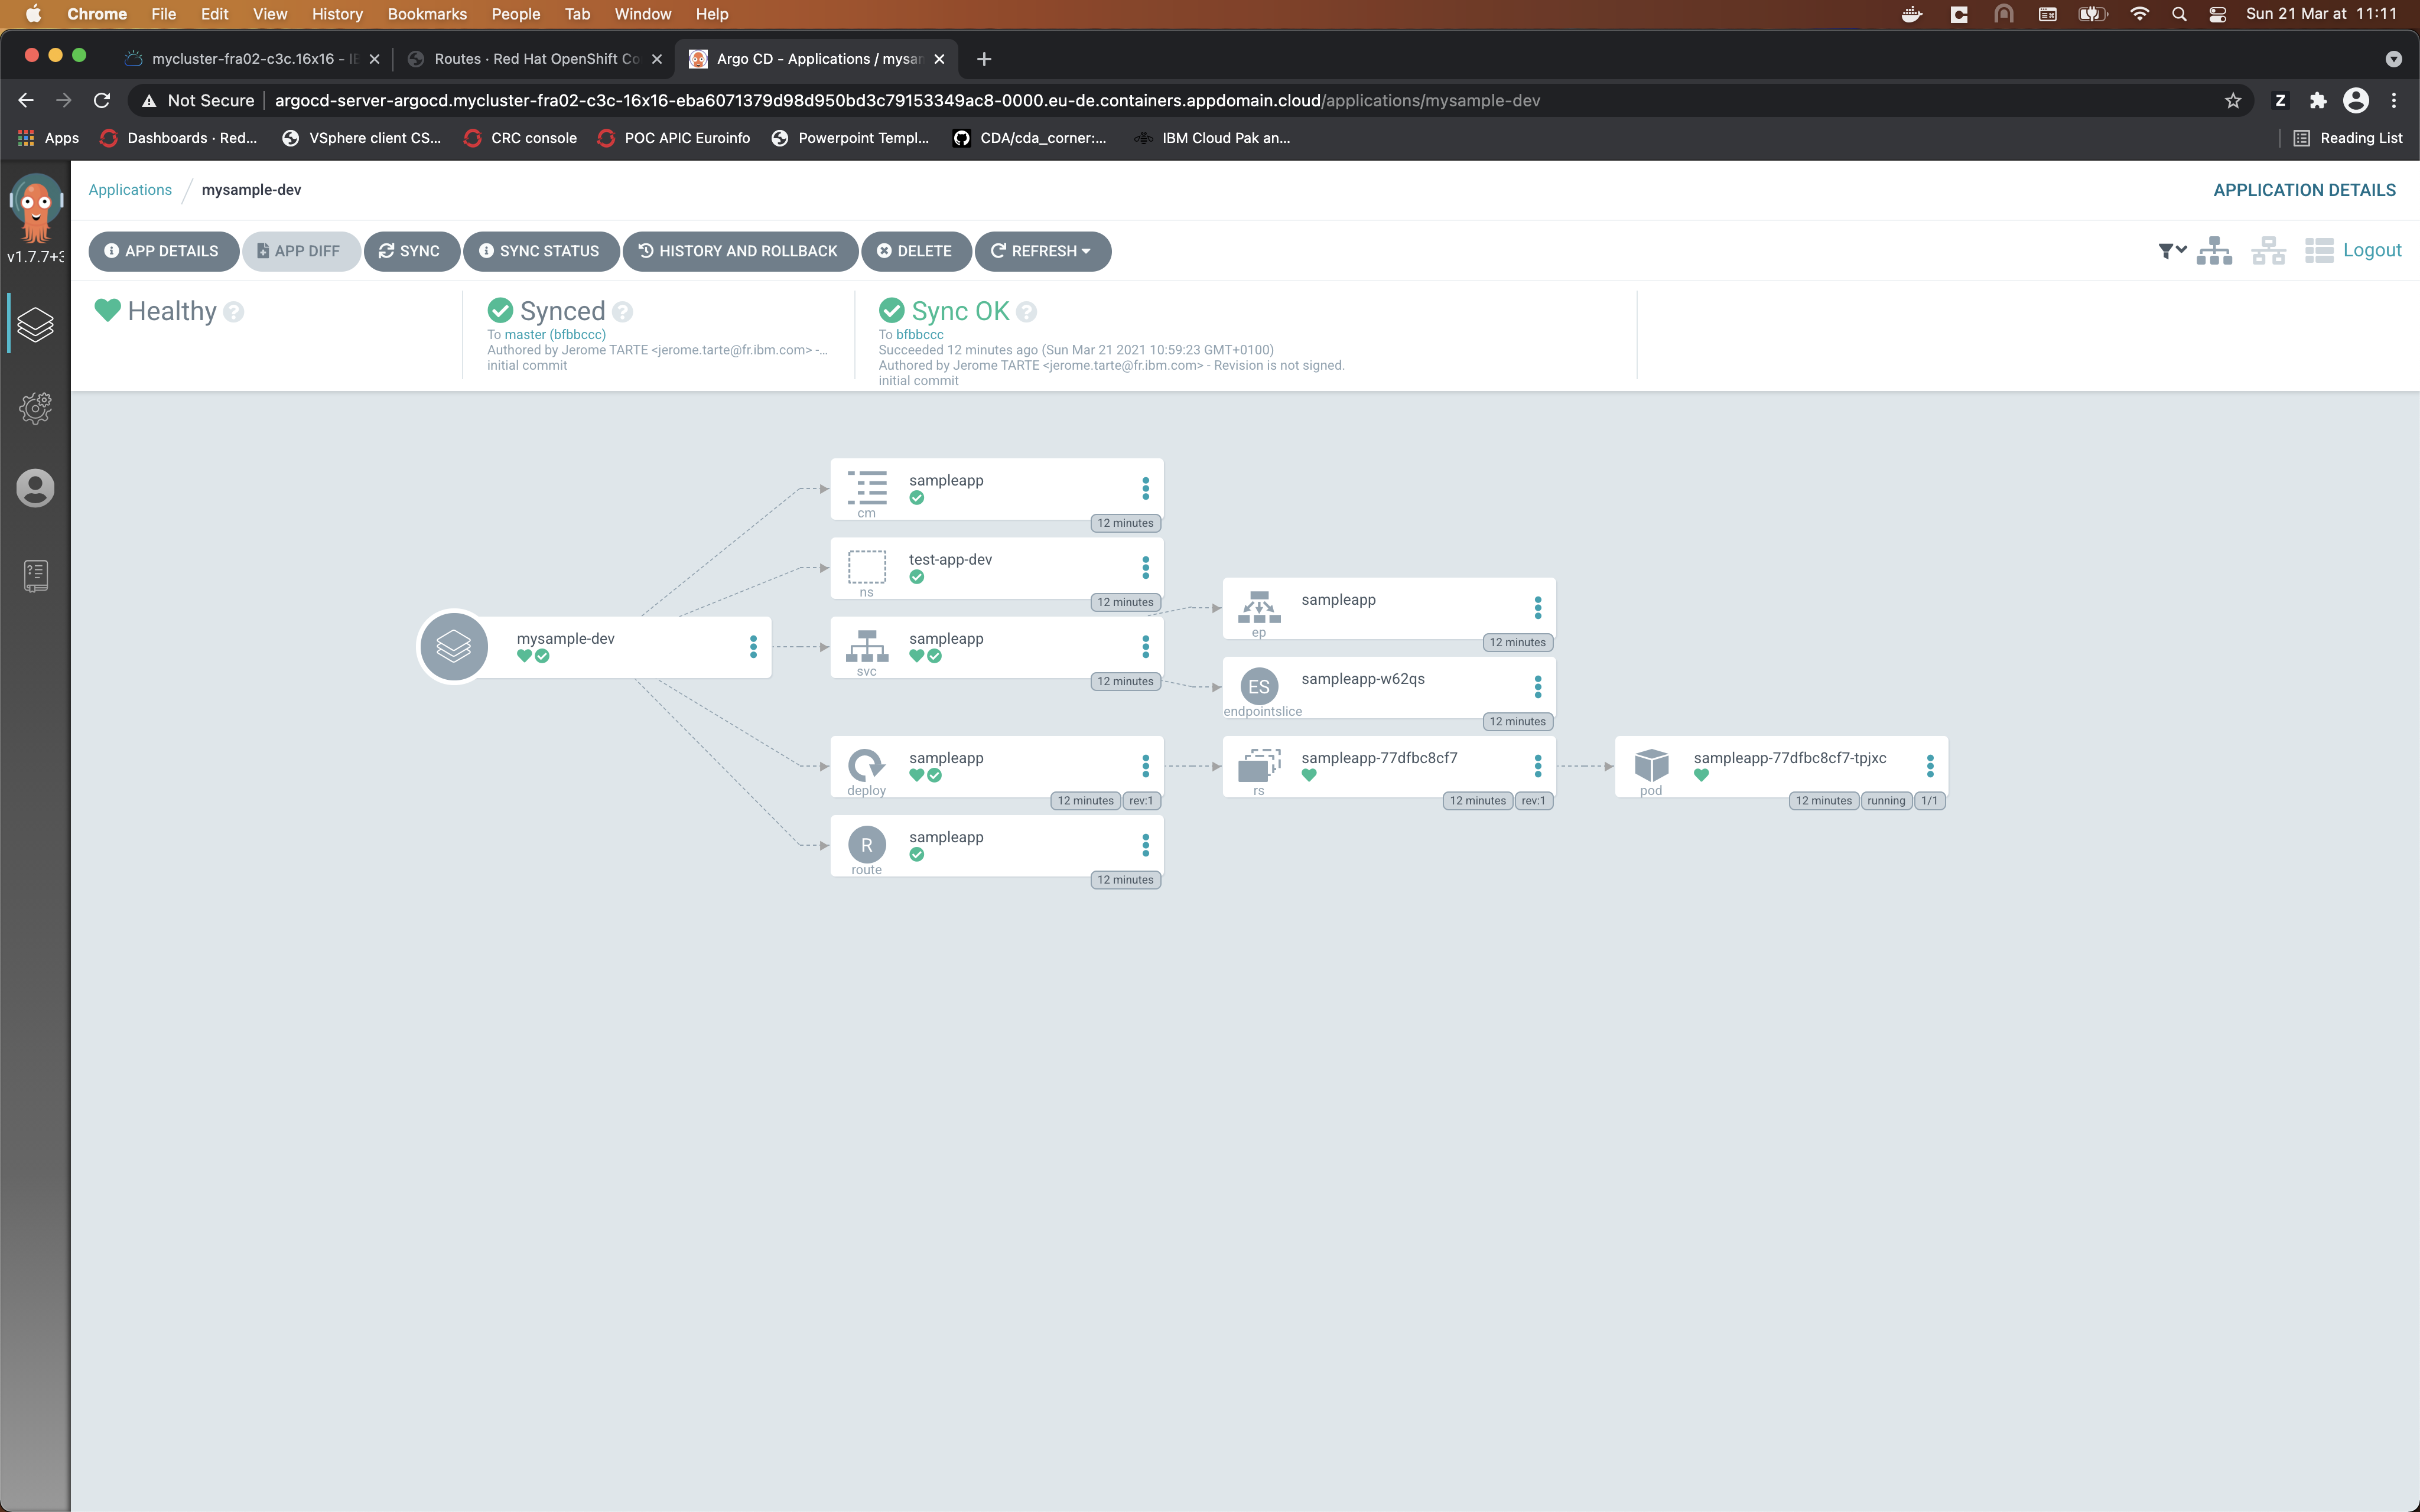 Chrome File Edit View History Bookmarks People Tab Window Help Sun 21 Mar at 11:11
mycluster-fra02-c3c.16x16 - IE Routes · Red Hat OpenShift Co Argo CD - Applications / mysar
Not Secure argocd-server-argocd.mycluster-fra02-c3c-16x16-eba6071379d98d950bd3c79153349ac8-0000.eu-de.containers.appdomain.cloud/applications/mysample-dev
Apps Dashboards · Red... VSphere client CS... CRC console POC APIC Euroinfo Powerpoint Templ... CDA/cda_corner:... IBM Cloud Pak an... Reading List
Applications / mysample-dev APPLICATION DETAILS
v1.7.7+3
APP DETAILS APP DIFF SYNC SYNC STATUS HISTORY AND ROLLBACK DELETE REFRESH Logout
Healthy ?
Synced ?
To master (bfbbccc)
Authored by Jerome TARTE <jerome.tarte@fr.ibm.com> -...
initial commit
Sync OK ?
To bfbbccc
Succeeded 12 minutes ago (Sun Mar 21 2021 10:59:23 GMT+0100)
Authored by Jerome TARTE <jerome.tarte@fr.ibm.com> - Revision is not signed.
initial commit
mysample-dev
sampleapp
cm
12 minutes
test-app-dev
ns
12 minutes
sampleapp
svc
12 minutes
sampleapp
ep
12 minutes
ES sampleapp-w62qs
endpointslice
12 minutes
sampleapp
deploy
12 minutes rev:1
sampleapp-77dfbc8cf7
rs
12 minutes rev:1
sampleapp-77dfbc8cf7-tpjxc
pod
12 minutes running 1/1
R sampleapp
route
12 minutes